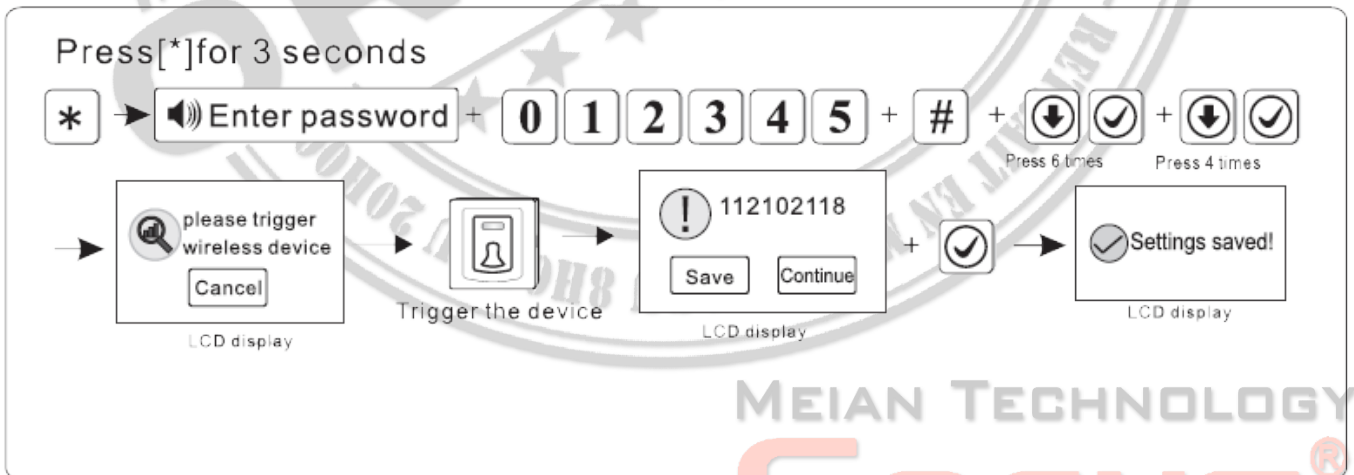 Press[*]for 3 seconds
* Enter password + 0 1 2 3 4 5 + # + +
Press 6 times Press 4 times
please trigger
wireless device
Cancel
LCD display
Trigger the device
112102118
Save Continue
LCD display
+
Settings saved!
LCD display
MEIAN TECHNOLOGY